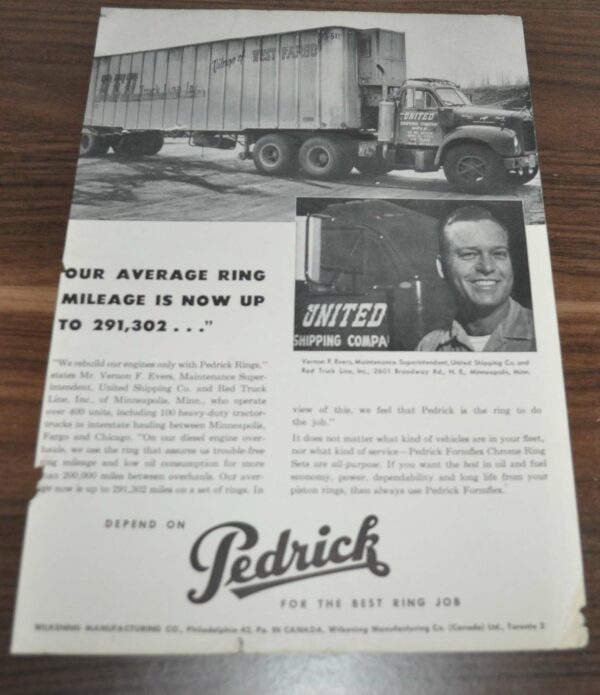 Village of WEST FARGO
UNITED
SHIPPING COMPANY
OUR AVERAGE RING
MILEAGE IS NOW UP
TO 291,302 . . ."
UNITED
SHIPPING COMPA
Vernon F. Evers, Maintenance Superintendent, United Shipping Co. and
Red Truck Line, Inc., 2601 Broadway Rd., N. E., Minneapolis, Minn.
"We rebuild our engines only with Pedrick Rings,"
states Mr. Vernon F. Evers, Maintenance Super-
intendent, United Shipping Co. and Red Truck
Line, Inc., of Minneapolis, Minn., who operate
over 400 units, including 100 heavy-duty tractor-
trucks in interstate hauling between Minneapolis,
Fargo and Chicago. "On our diesel engine over-
hauls, we use the ring that assures us trouble-free
ring mileage and low oil consumption for more
than 200,000 miles between overhauls. Our aver-
ge now is up to 291,302 miles on a set of rings. In
view of this, we feel that Pedrick is the ring to do
the job."
It does not matter what kind of vehicles are in your fleet,
nor what kind of service—Pedrick Formflex Chrome Ring
Sets are all-purpose. If you want the best in oil and fuel
economy, power, dependability and long life from your
piston rings, then always use Pedrick Formflex.
DEPEND ON
Pedrick
FOR THE BEST RING JOB
WILKENING MANUFACTURING CO., Philadelphia 42, Pa. IN CANADA, Wilkening Manufacturing Co. (Canada) Ltd., Toronto 2